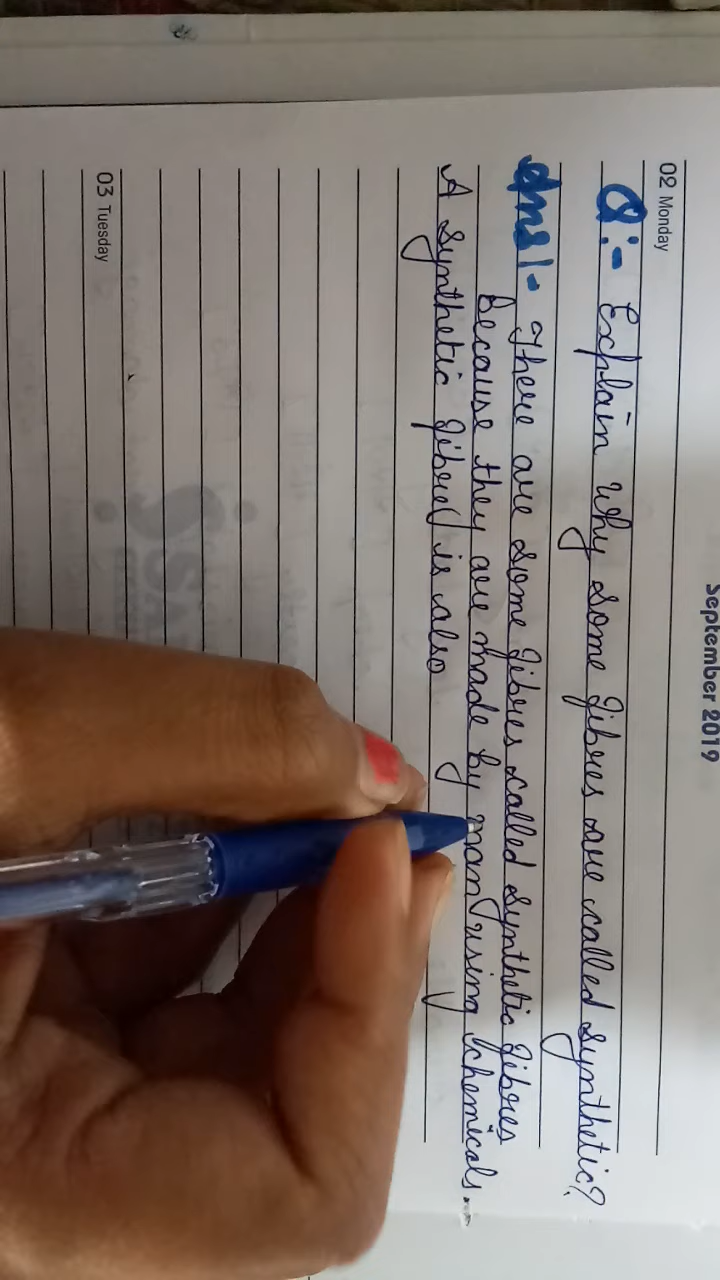 September 2019
02 Monday
Q:- Explain why some fibres are called synthetic?
Ans:- There are some fibres called synthetic fibres
because they are made by man using chemicals.
A synthetic fibre is also
03 Tuesday